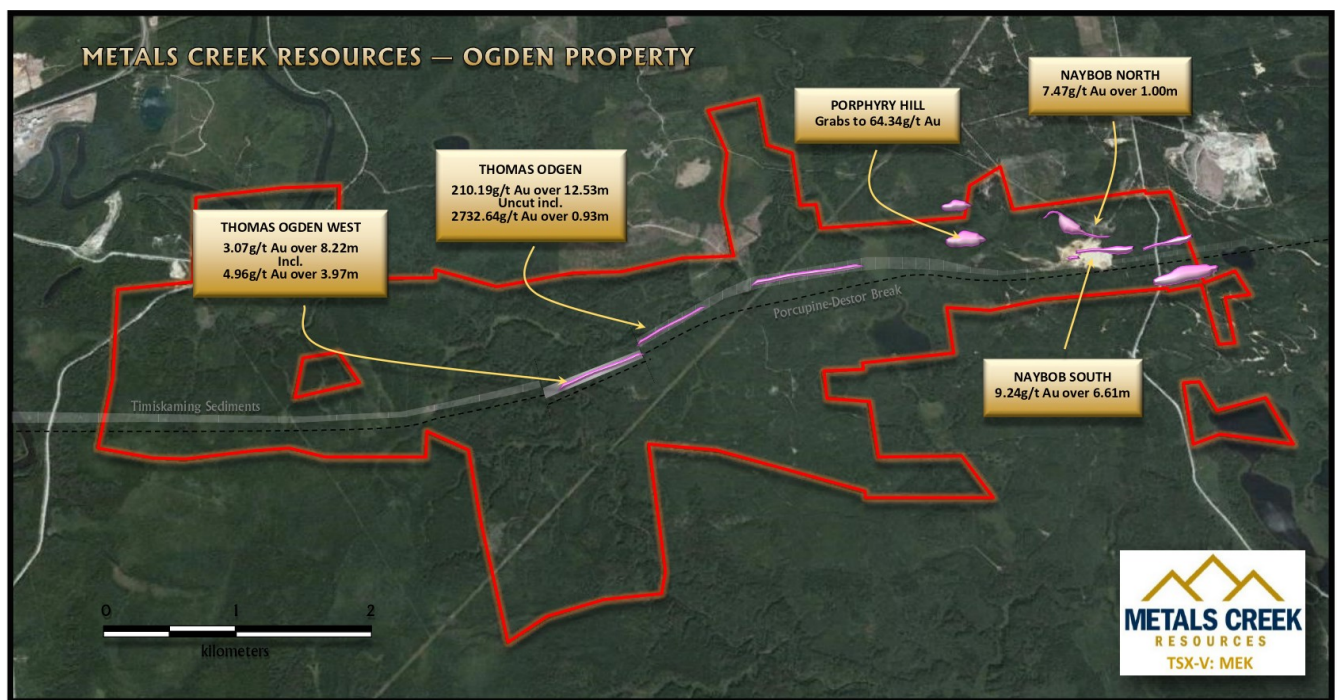 METALS CREEK RESOURCES — OGDEN PROPERTY
NAYBOB NORTH
7.47g/t Au over 1.00m
PORPHYRY HILL
Grabs to 64.34g/t Au
THOMAS ODGEN
210.19g/t Au over 12.53m
Uncut incl.
2732.64g/t Au over 0.93m
THOMAS OGDEN WEST
3.07g/t Au over 8.22m
Incl.
4.96g/t Au over 3.97m
Porcupine-Destor Break
NAYBOB SOUTH
9.24g/t Au over 6.61m
Timiskaming Sediments
0 1 2
kilometers
METALS CREEK
RESOURCES
TSX-V: MEK